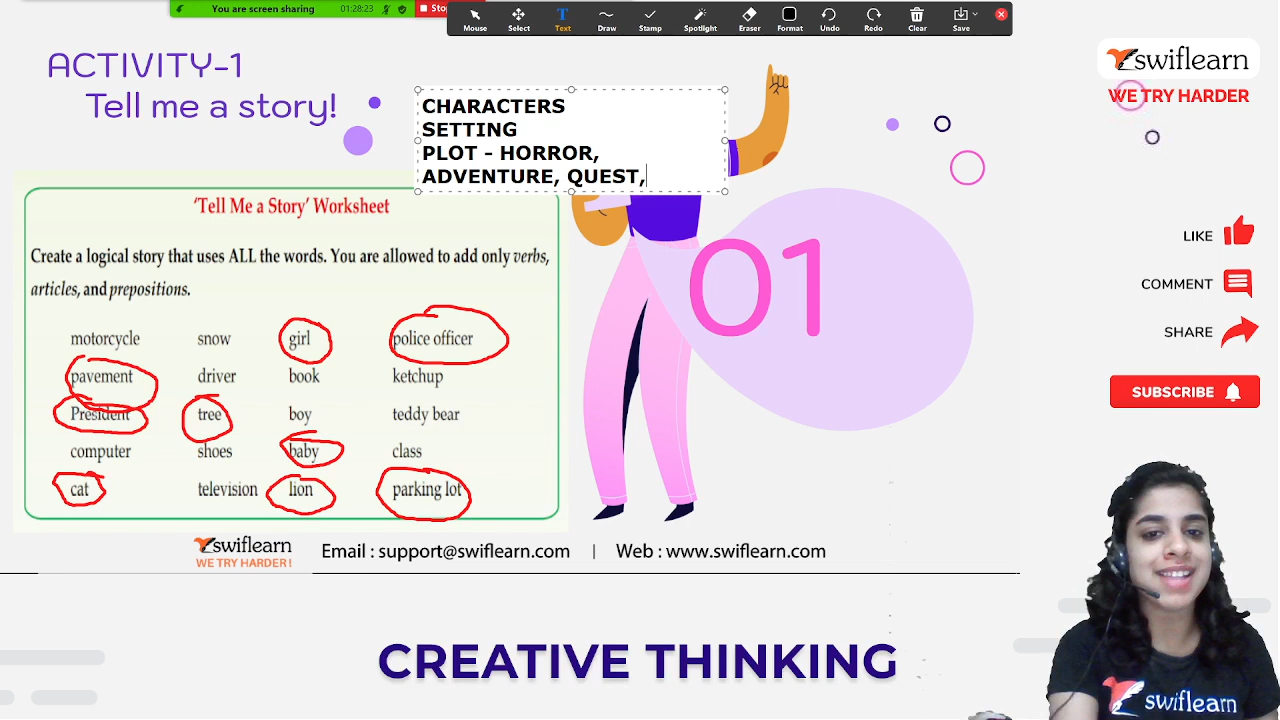 You are screen sharing 01:28:23 Sto
Mouse Select Text Draw Stamp Spotlight Eraser Format Undo Redo Clear Save
ACTIVITY-1
Tell me a story!
CHARACTERS
SETTING
PLOT - HORROR,
ADVENTURE, QUEST,
'Tell Me a Story' Worksheet
Create a logical story that uses ALL the words. You are allowed to add only verbs,
articles, and prepositions.
motorcycle snow girl police officer
pavement driver book ketchup
President tree boy teddy bear
computer shoes baby class
cat television lion parking lot
01
swiflearn
WE TRY HARDER !
Email : support@swiflearn.com | Web : www.swiflearn.com
swiflearn
WE TRY HARDER
LIKE
COMMENT
SHARE
SUBSCRIBE
CREATIVE THINKING
swiflearn